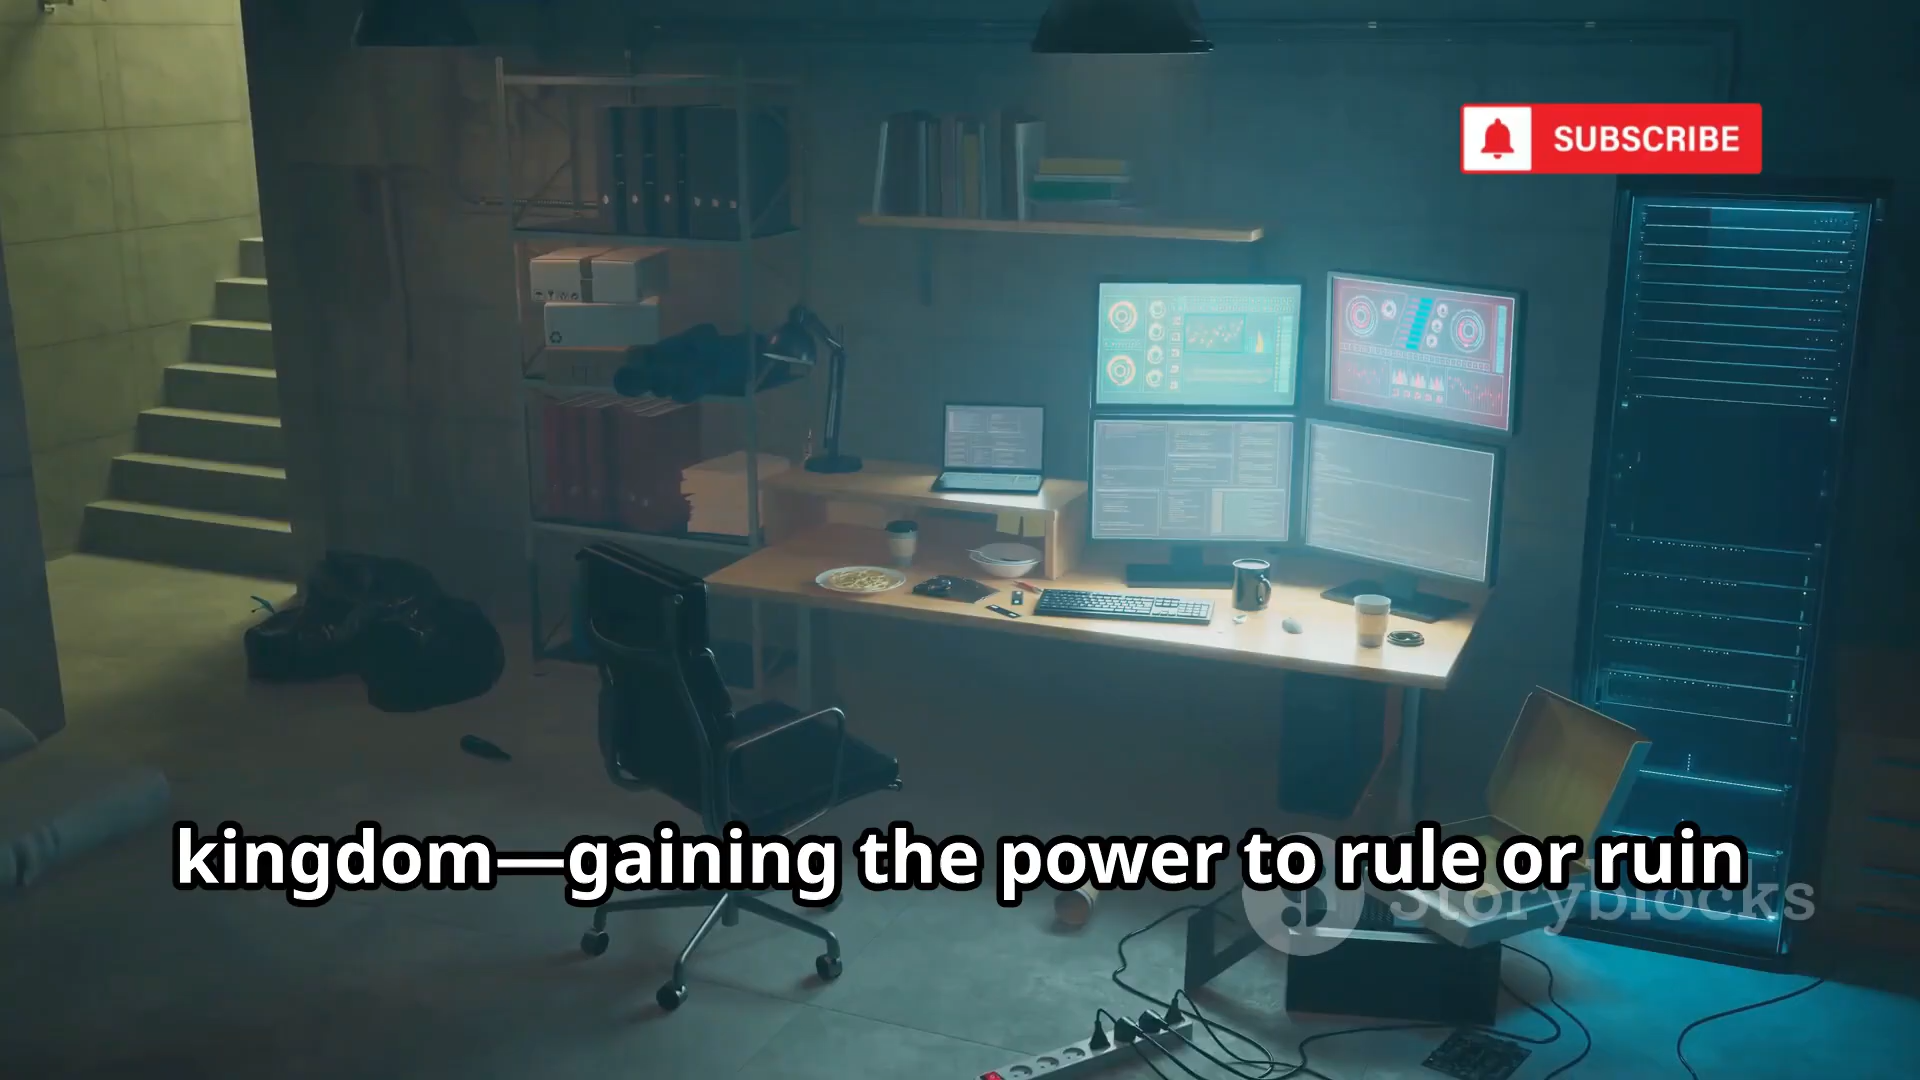 SUBSCRIBE
kingdom—gaining the power to rule or ruin
Storyblocks